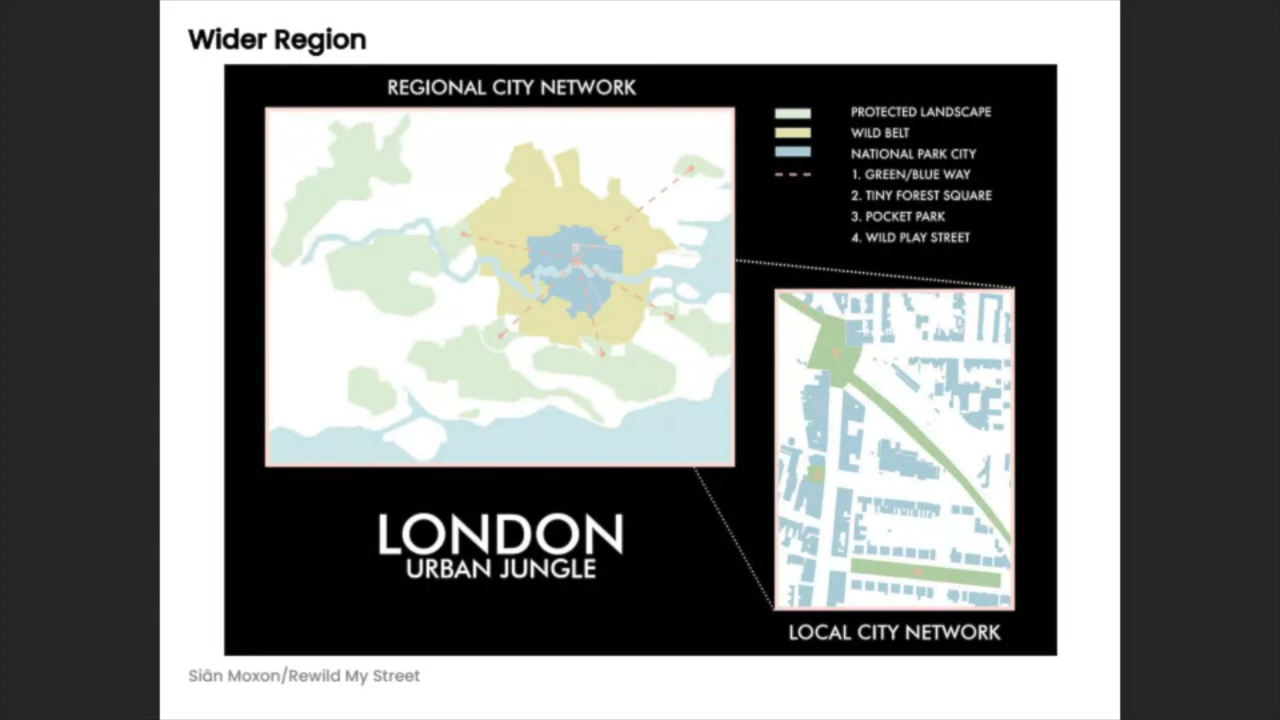 Wider Region
REGIONAL CITY NETWORK
PROTECTED LANDSCAPE
WILD BELT
NATIONAL PARK CITY
1. GREEN/BLUE WAY
2. TINY FOREST SQUARE
3. POCKET PARK
4. WILD PLAY STREET
LONDON
URBAN JUNGLE
LOCAL CITY NETWORK
Siân Moxon/Rewild My Street